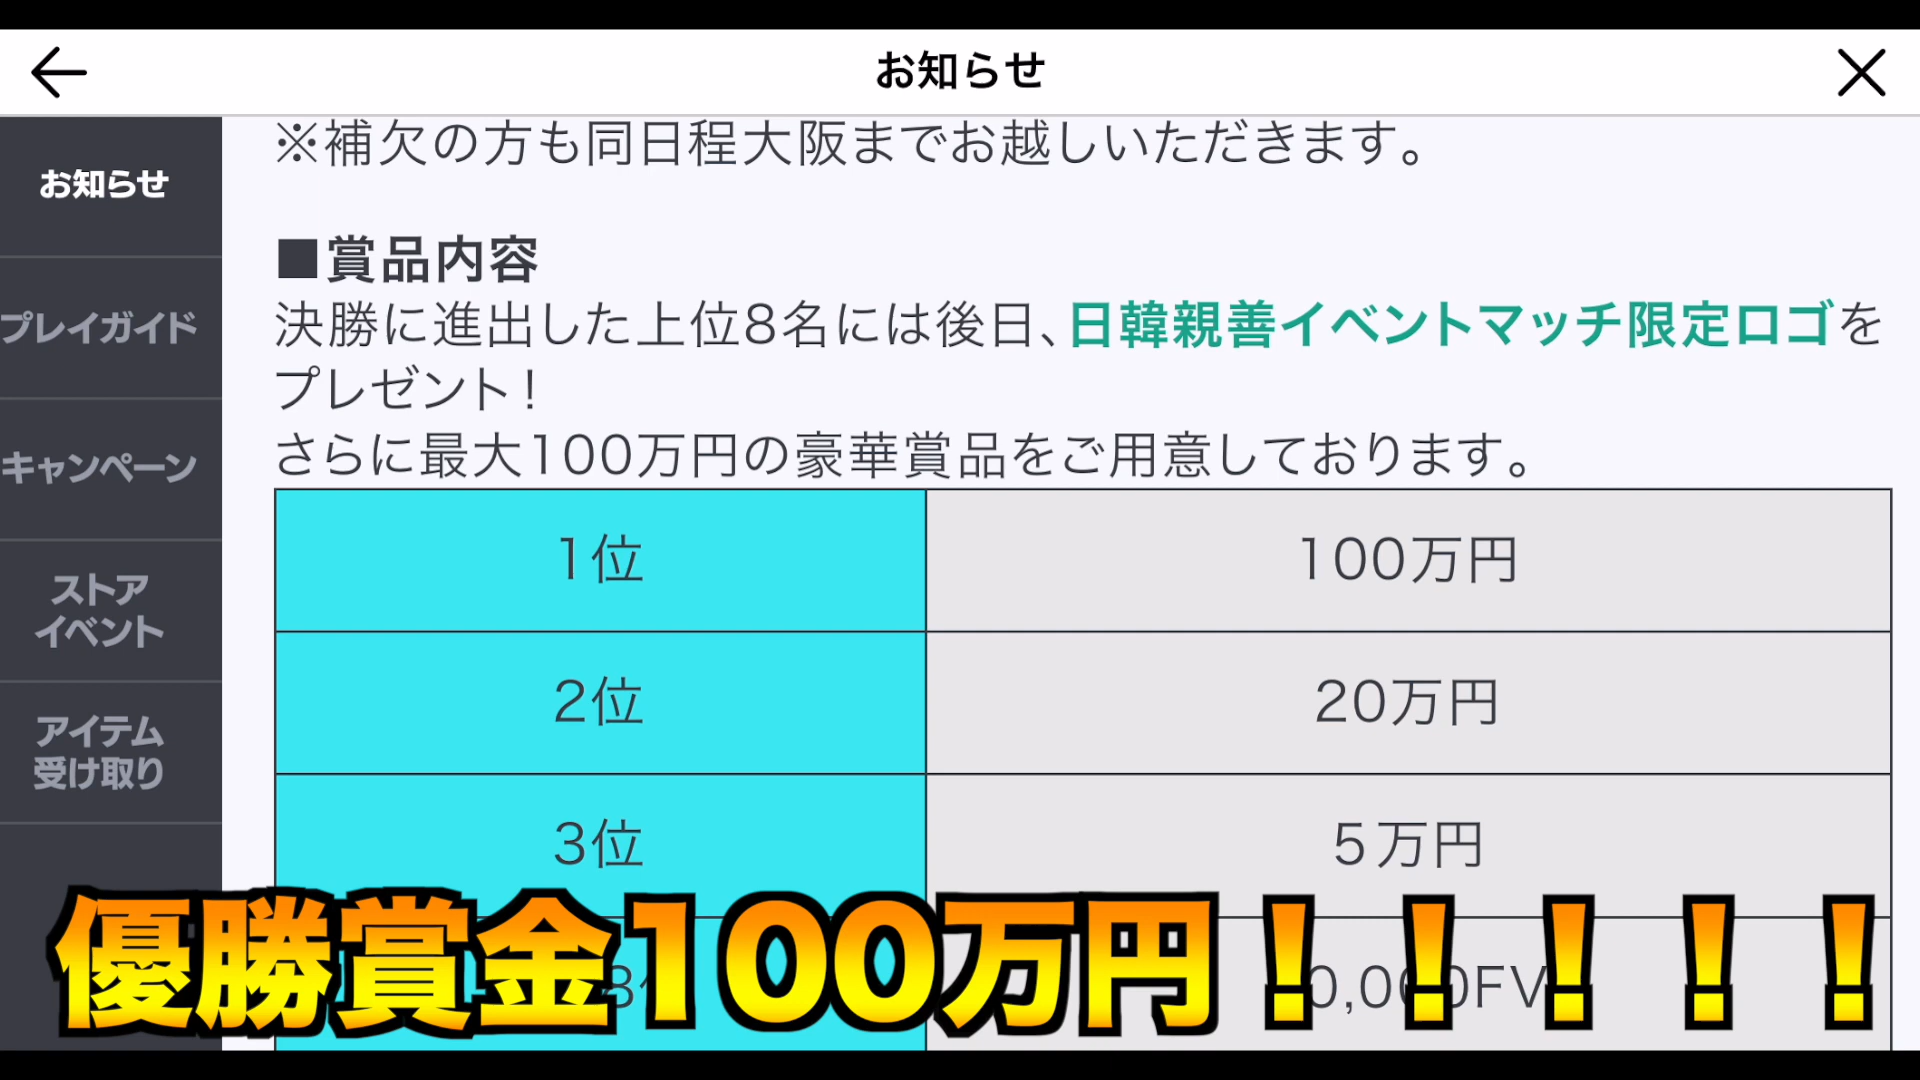 お知らせ
お知らせ
プレイガイド
キャンペーン
ストア
イベント
アイテム
受け取り
※補欠の方も同日程大阪までお越しいただきます。
■賞品内容
決勝に進出した上位8名には後日、日韓親善イベントマッチ限定ロゴを
プレゼント！
さらに最大100万円の豪華賞品をご用意しております。
1位 100万円
2位 20万円
3位 5万円
優勝賞金100万円！！！！！